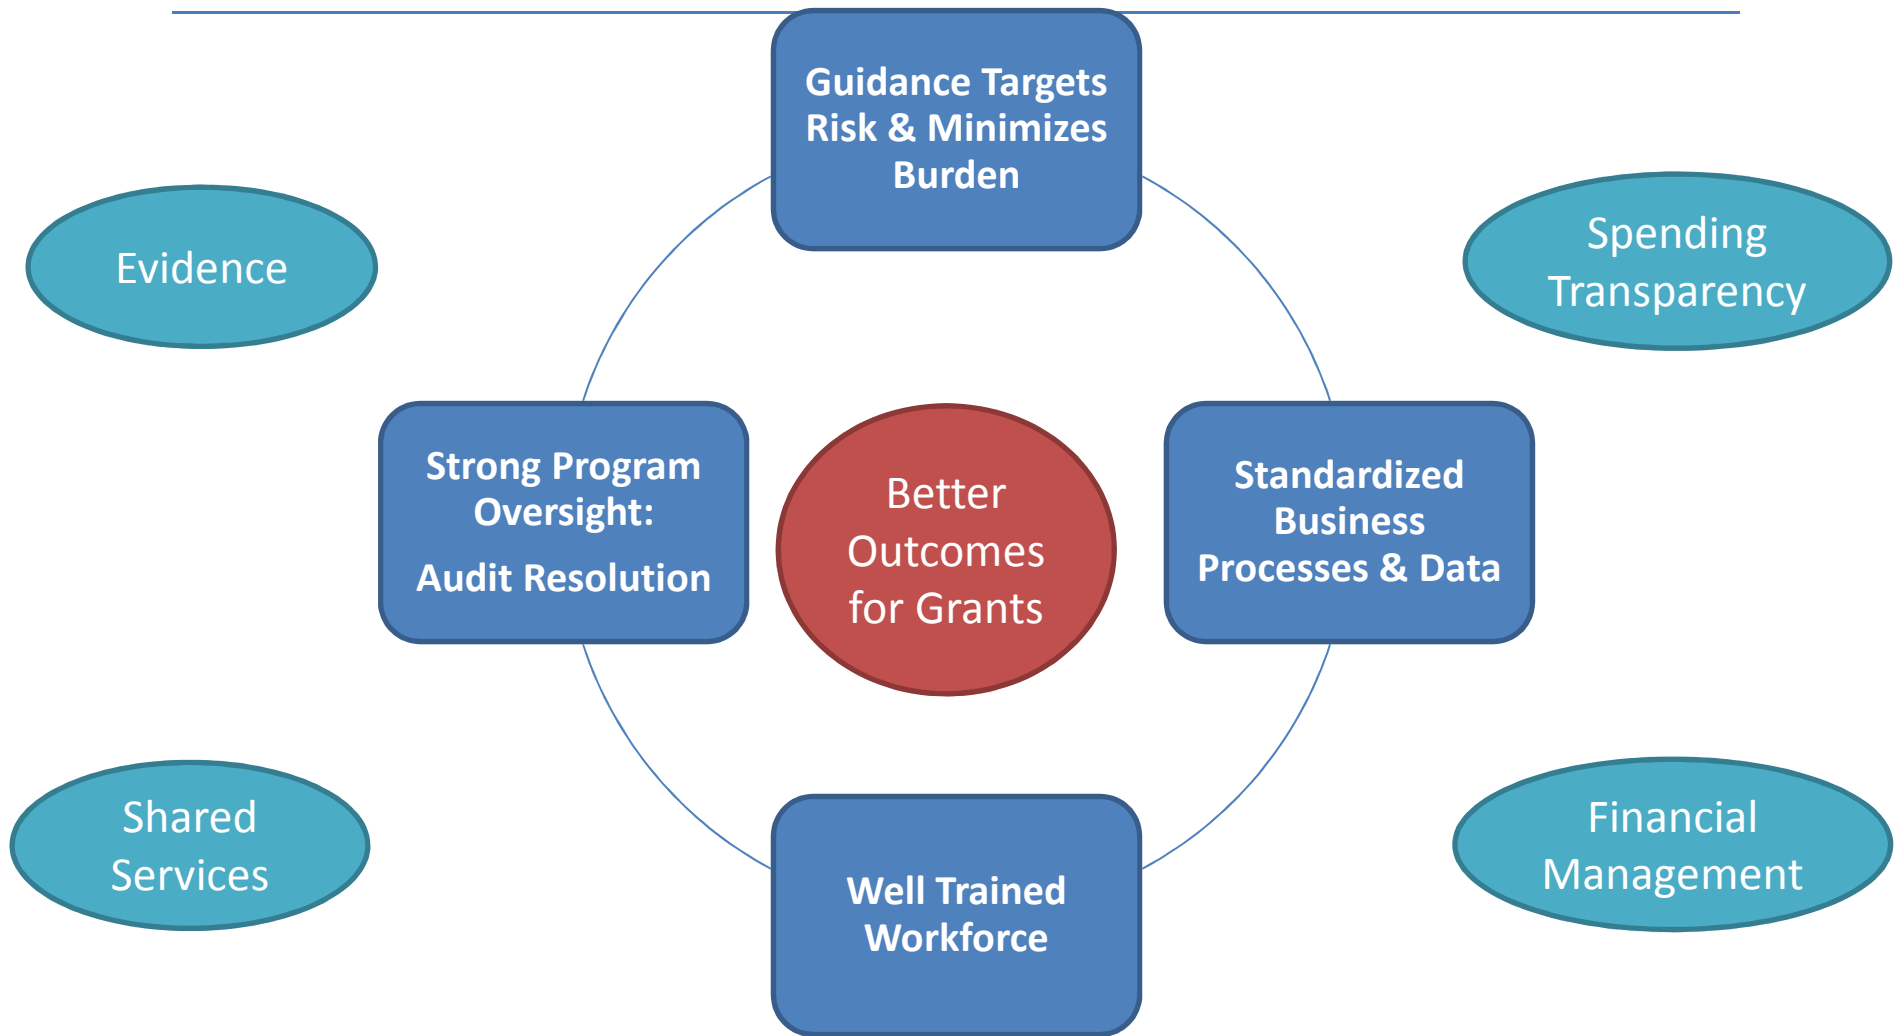 Guidance Targets
Risk & Minimizes
Burden
Evidence
Spending
Transparency
Strong Program
Oversight:
Audit Resolution
Better
Outcomes
for Grants
Standardized
Business
Processes & Data
Shared
Services
Well Trained
Workforce
Financial
Management